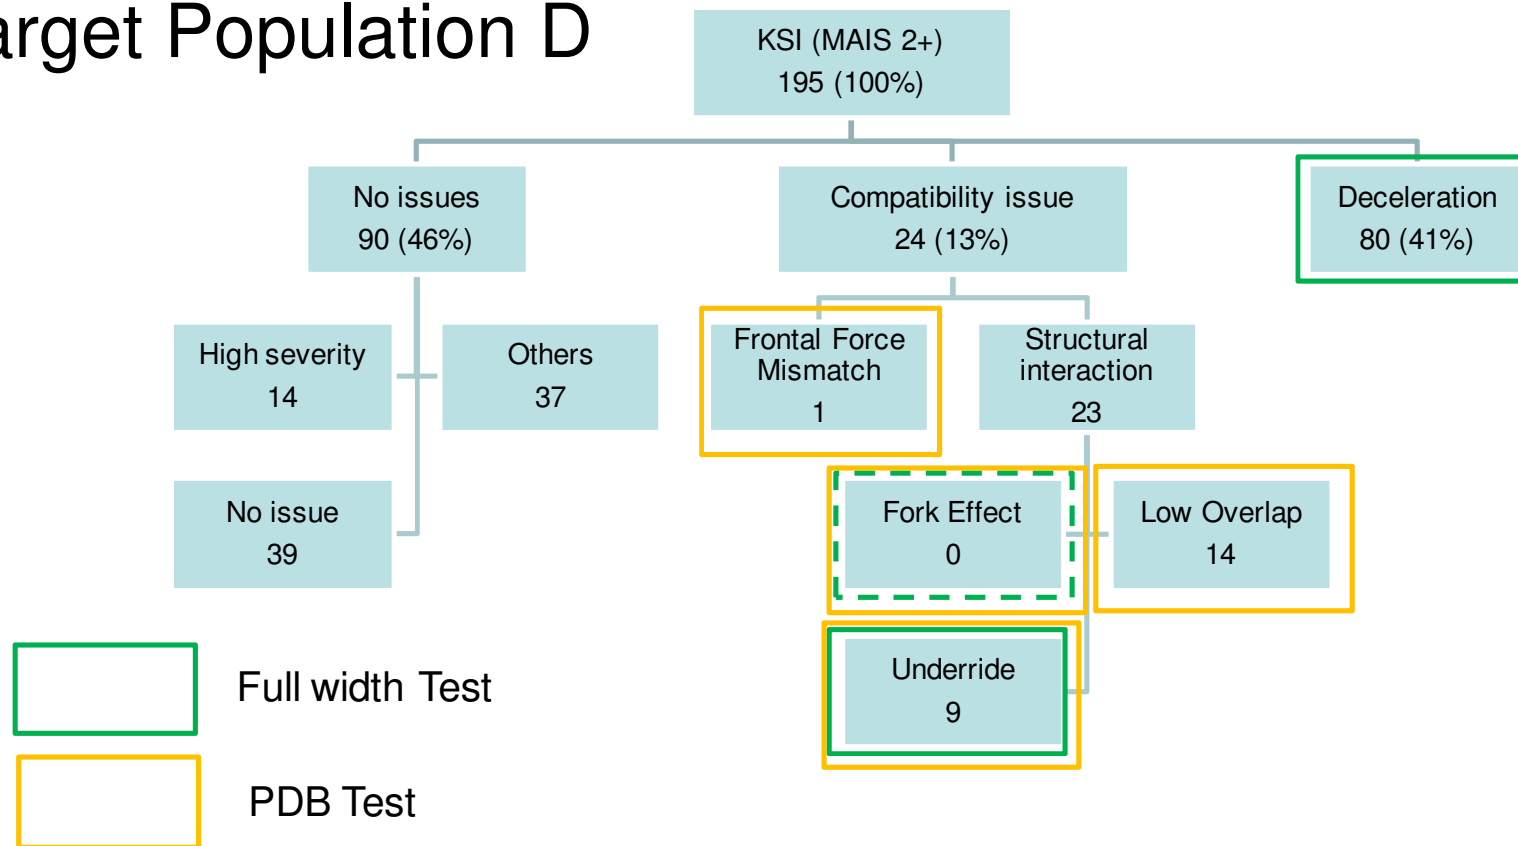 arget Population D
KSI (MAIS 2+)
195 (100%)
No issues
90 (46%)
Compatibility issue
24 (13%)
Deceleration
80 (41%)
High severity
14
Others
37
Frontal Force
Mismatch
1
Structural
interaction
23
No issue
39
Fork Effect
0
Low Overlap
14
Underride
9
Full width Test
PDB Test